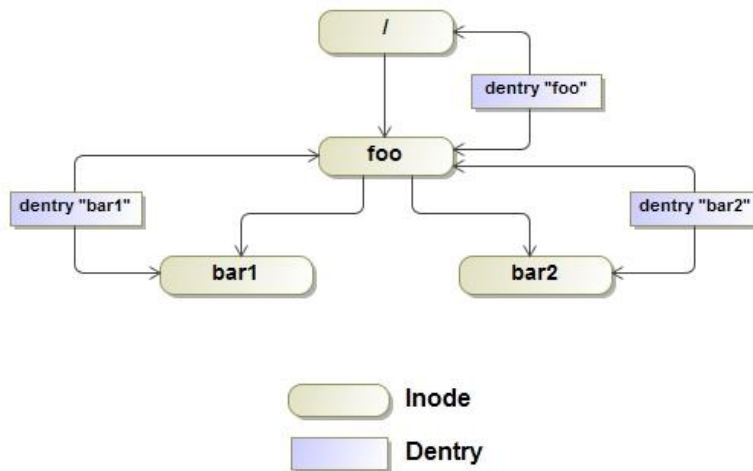 /
dentry "foo"
foo
dentry "bar1"
dentry "bar2"
bar1
bar2
Inode
Dentry